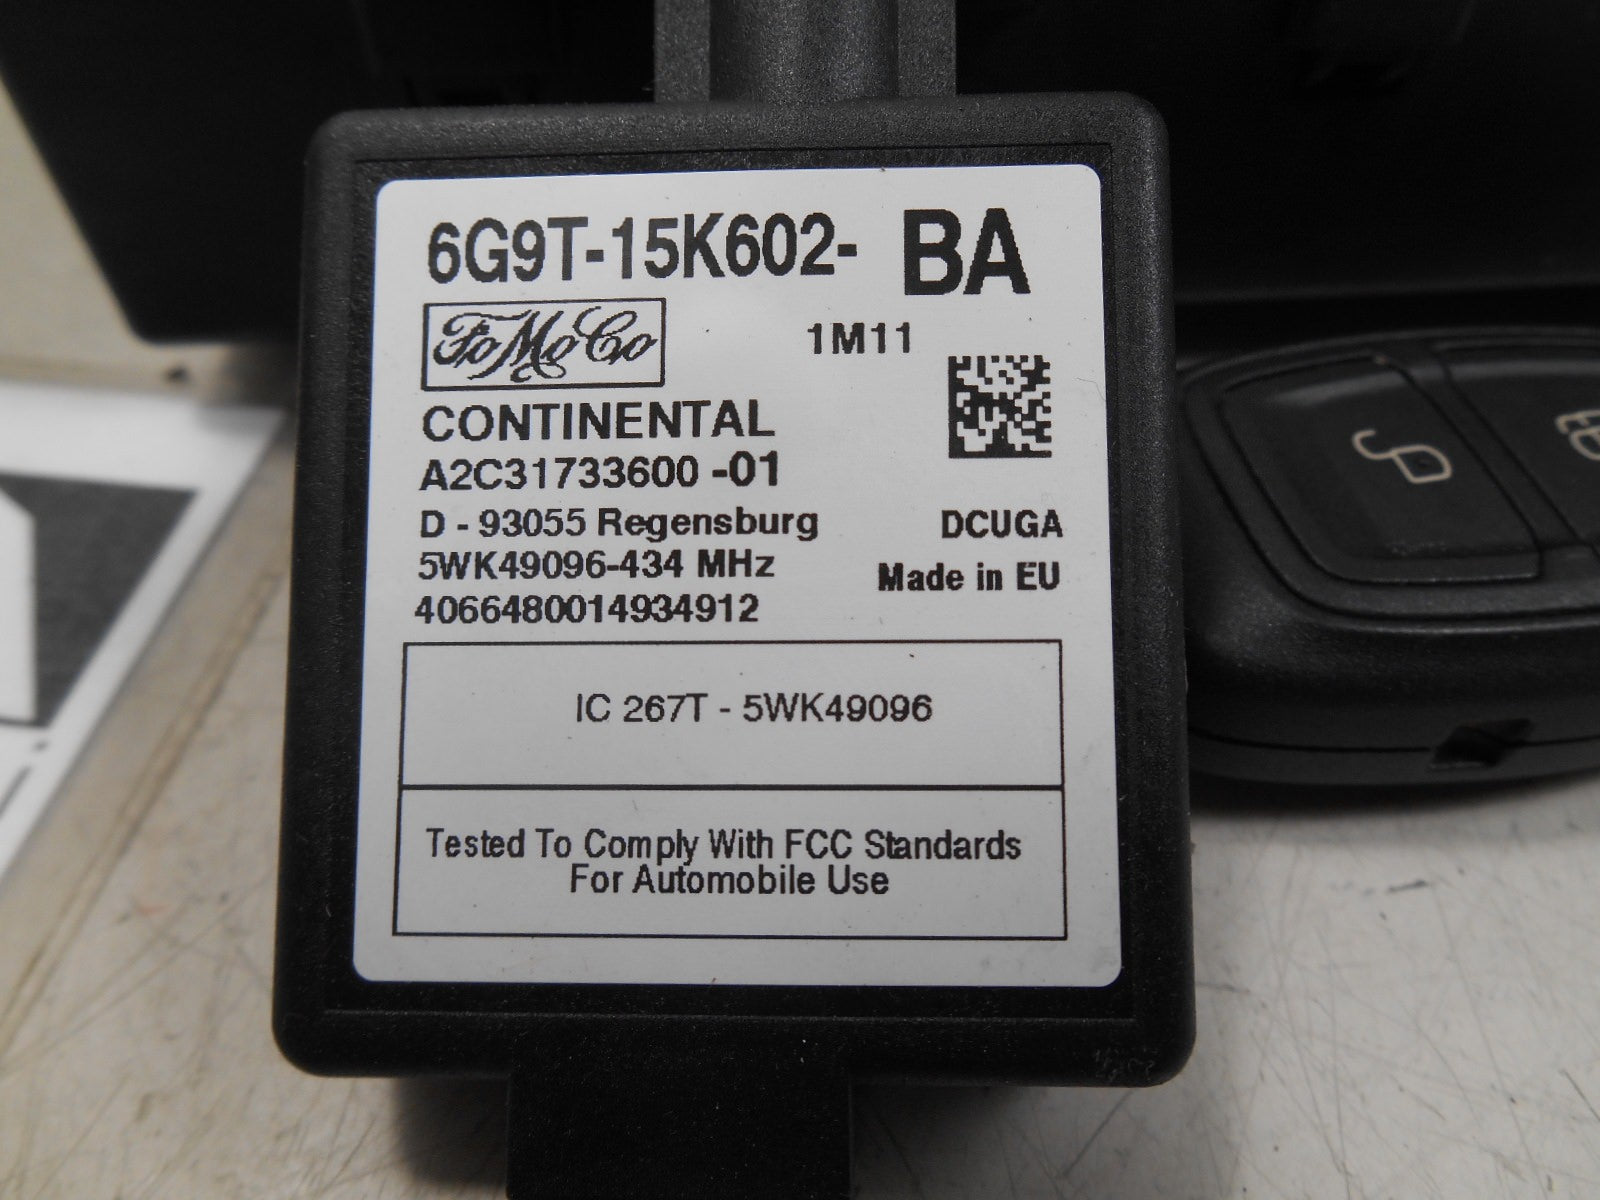 6G9T-15K602- BA
FoMoCo
1M11
CONTINENTAL
A2C31733600 -01
D - 93055 Regensburg
DCUGA
5WK49096-434 MHz
Made in EU
4066480014934912
IC 267T - 5WK49096
Tested To Comply With FCC Standards
For Automobile Use